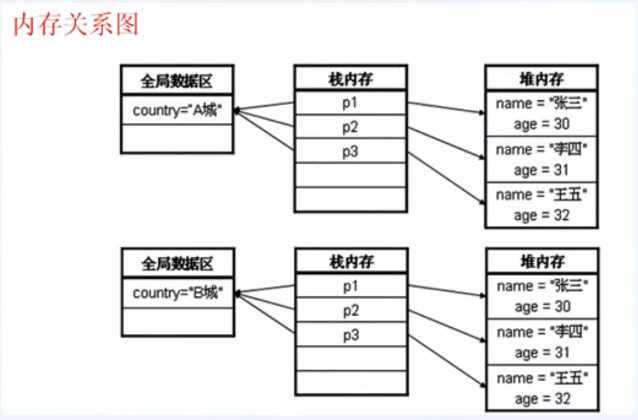 内存关系图
全局数据区
country="A城"
栈内存
p1
p2
p3
堆内存
name = "张三"
age = 30
name = "李四"
age = 31
name = "王五"
age = 32
全局数据区
country="B城"
栈内存
p1
p2
p3
堆内存
name = "张三"
age = 30
name = "李四"
age = 31
name = "王五"
age = 32